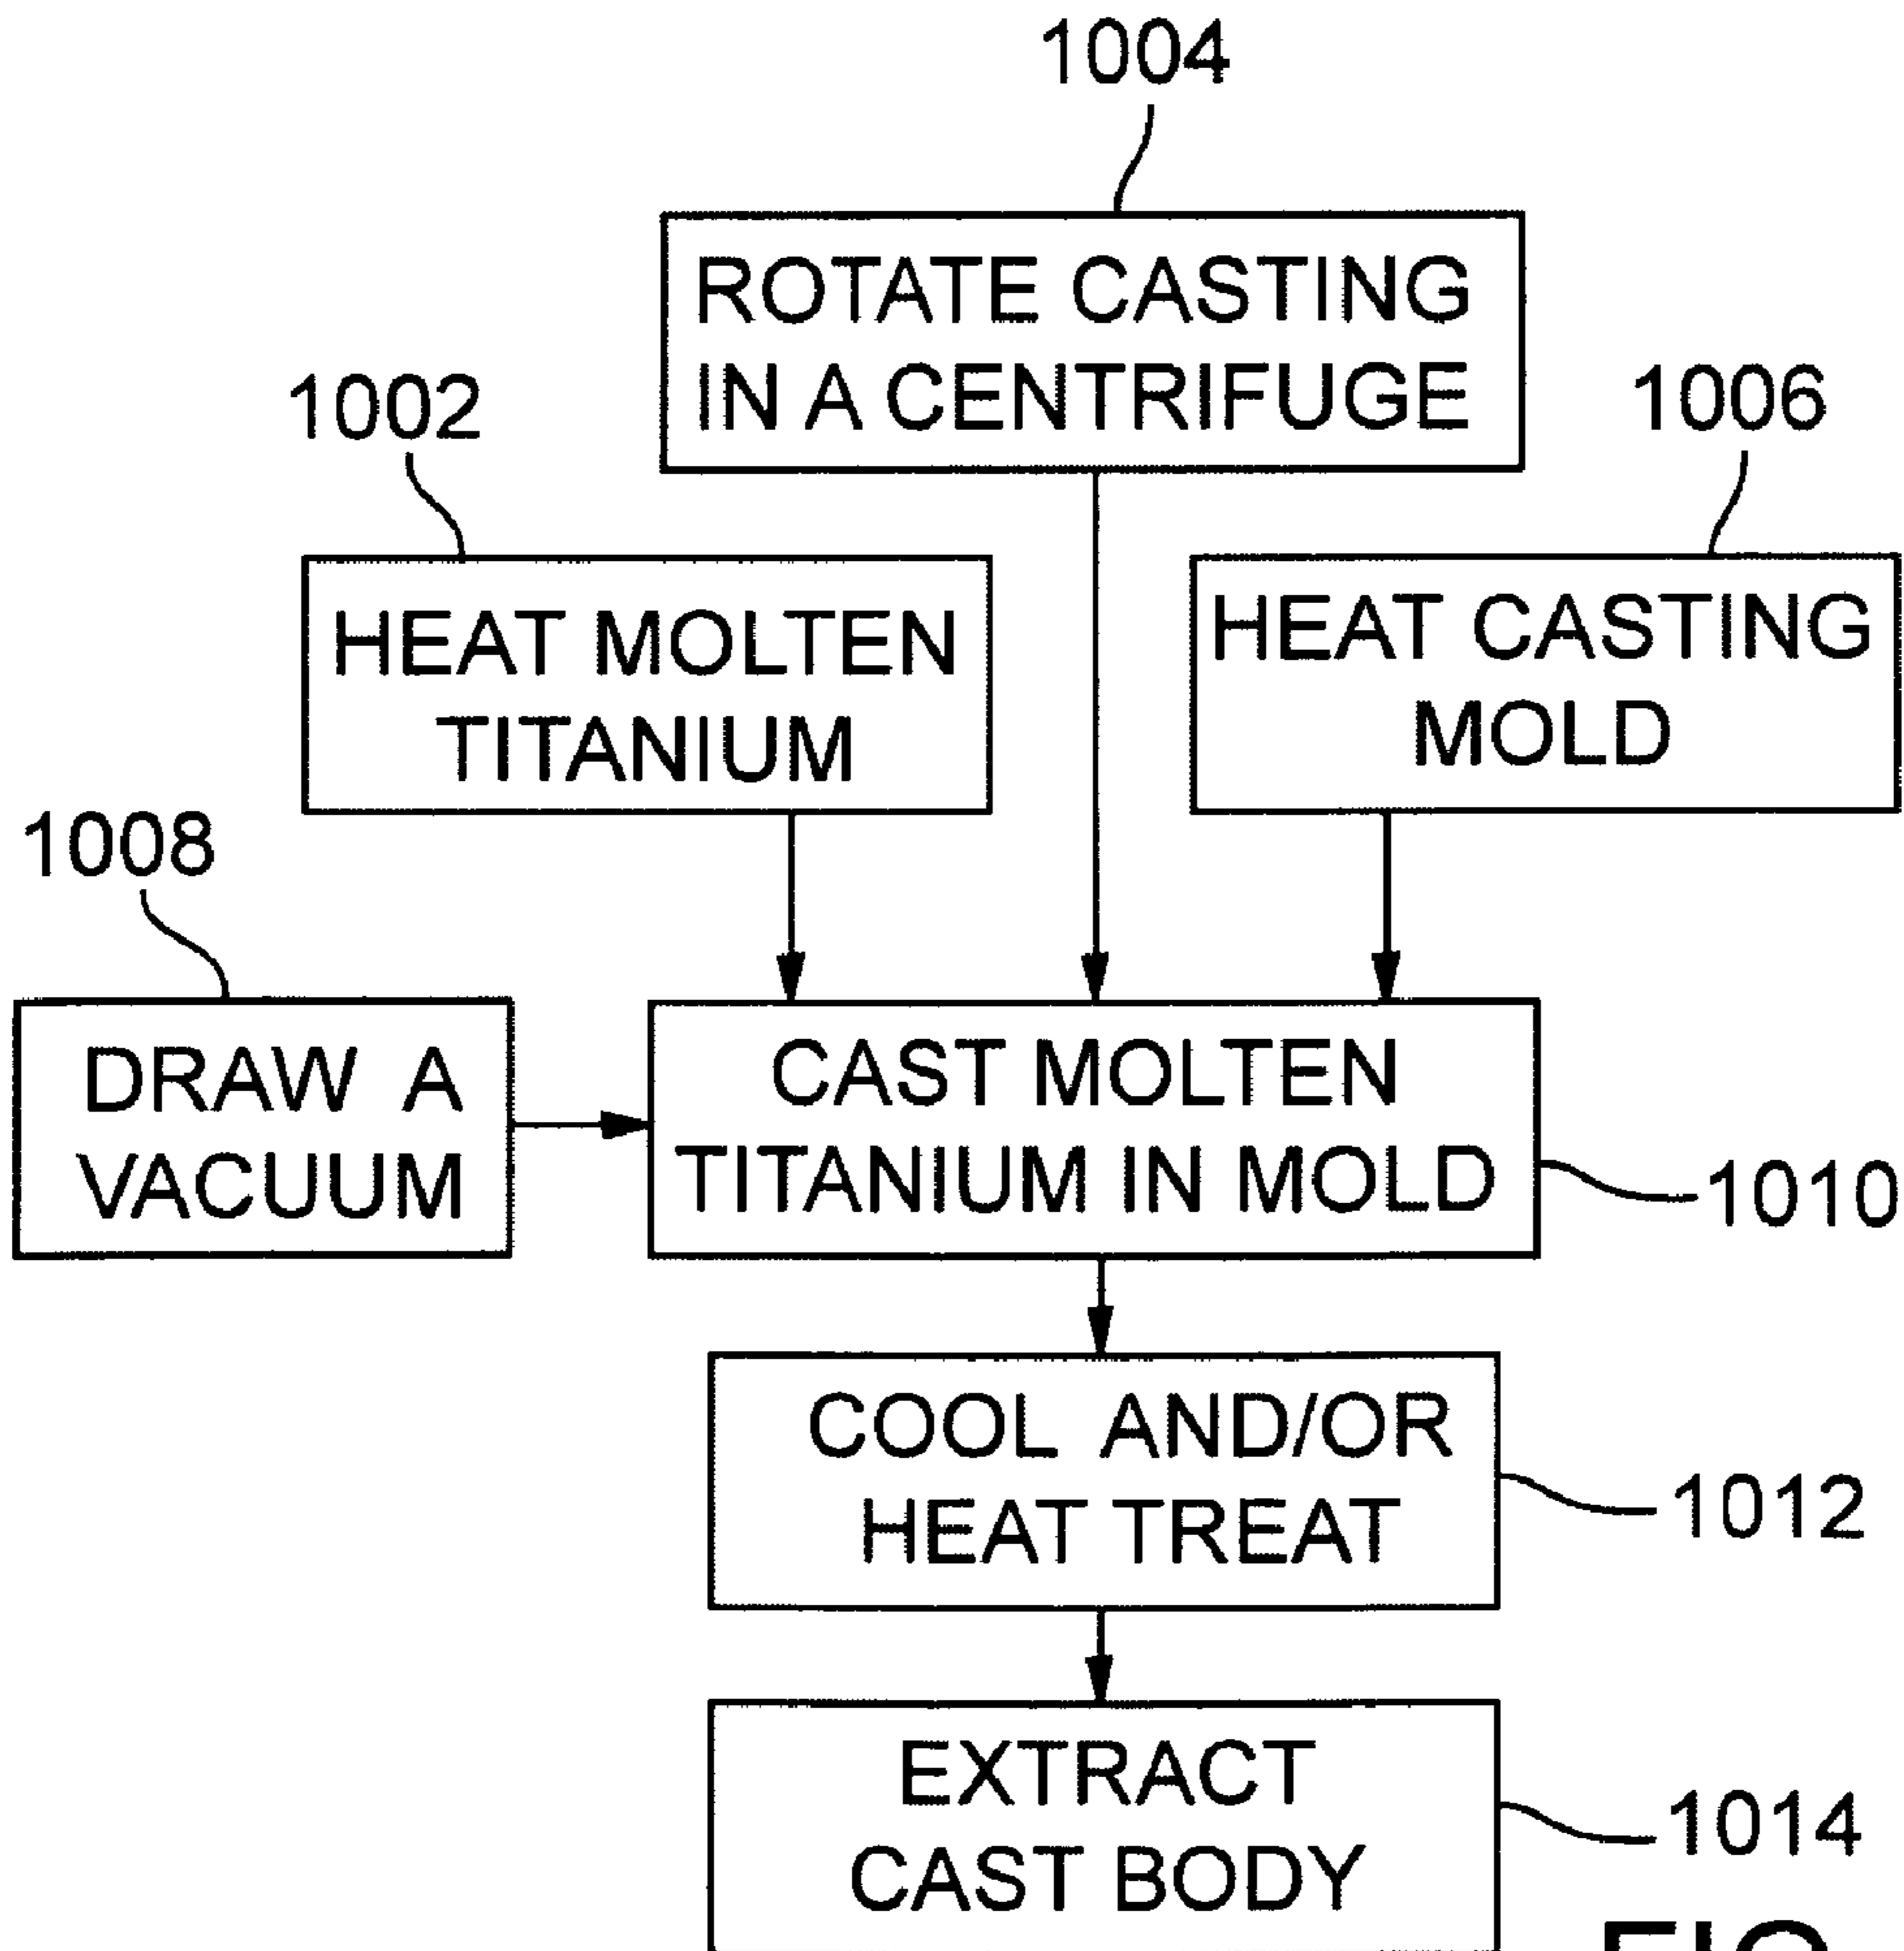 1004
ROTATE CASTING
IN A CENTRIFUGE
1002
1006
HEAT MOLTEN
TITANIUM
HEAT CASTING
MOLD
1008
DRAW A
VACUUM
CAST MOLTEN
TITANIUM IN MOLD
1010
COOL AND/OR
HEAT TREAT
1012
EXTRACT
CAST BODY
1014